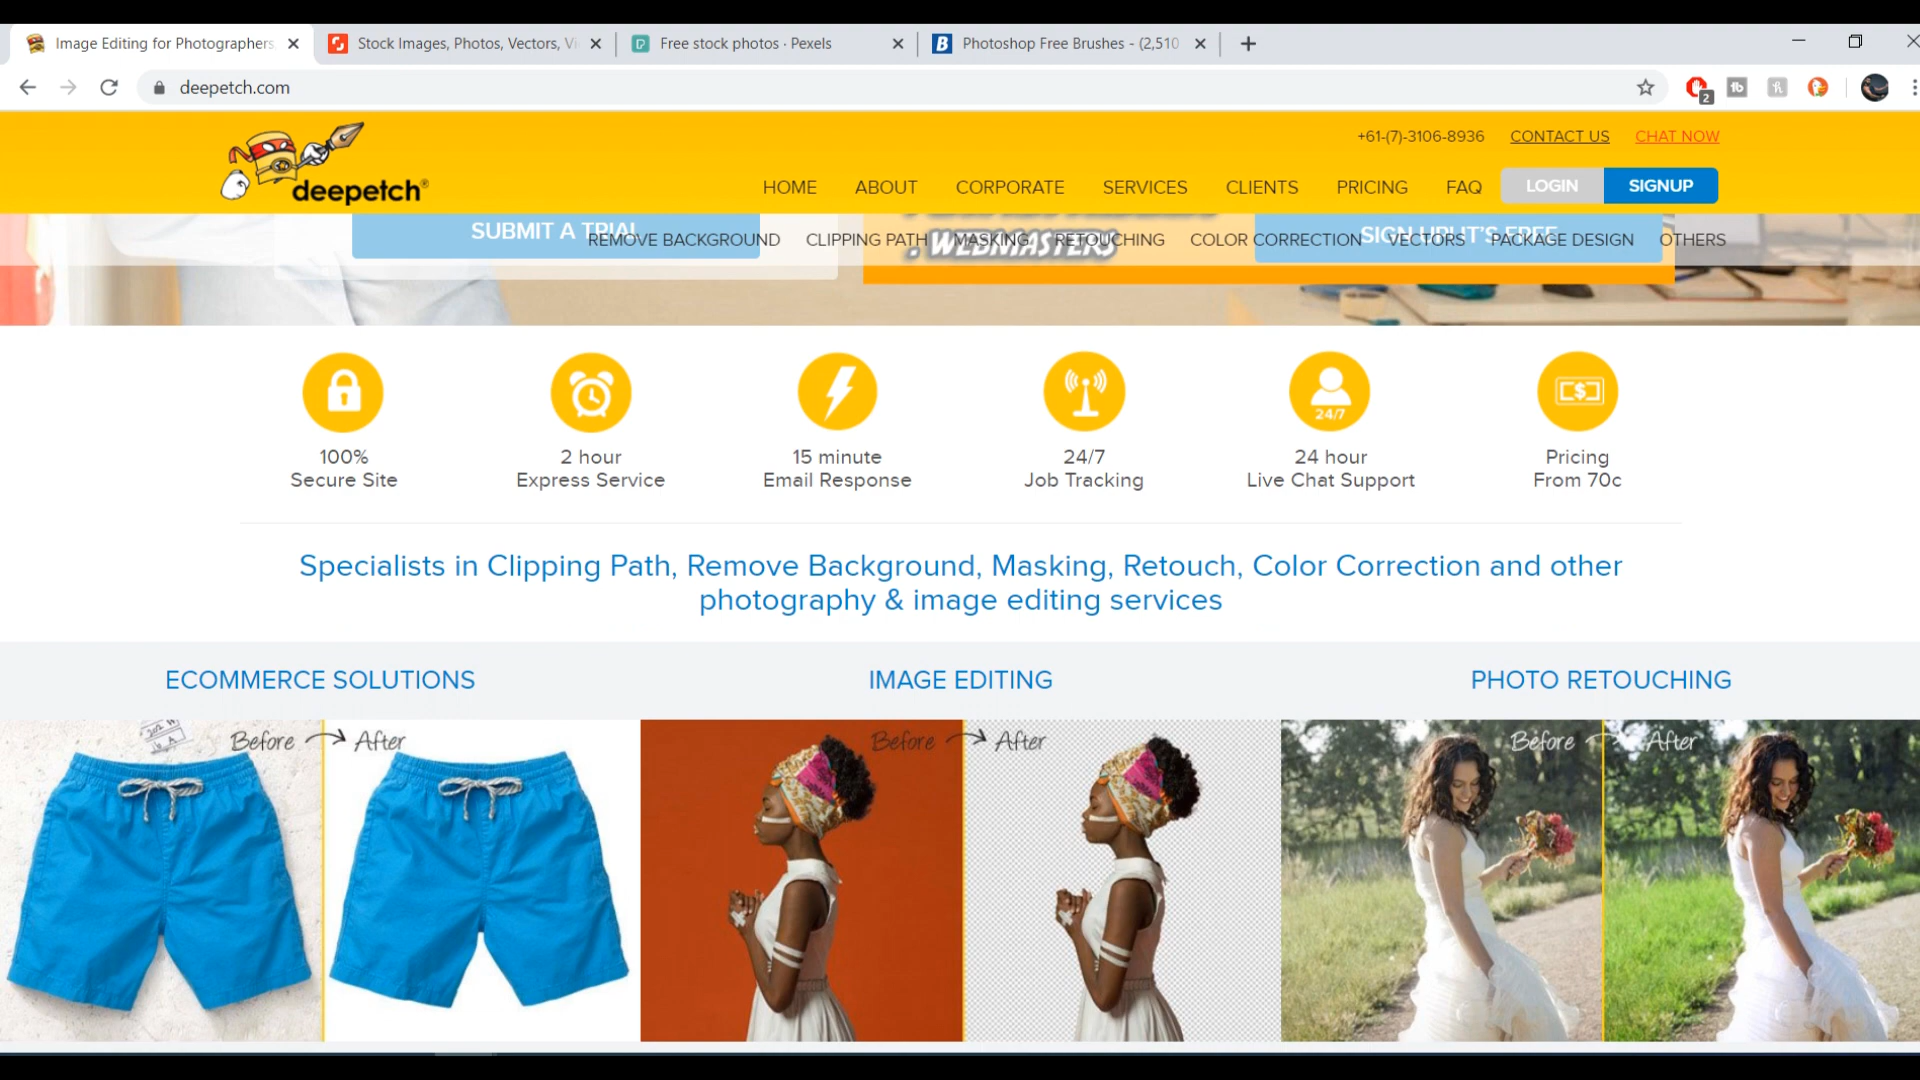 Image Editing for Photographers
Stock Images, Photos, Vectors, Vi
Free stock photos · Pexels
Photoshop Free Brushes - (2,510
deepetch.com
2
+61-(7)-3106-8936 CONTACT US CHAT NOW
deepetch®
HOME ABOUT CORPORATE SERVICES CLIENTS PRICING FAQ LOGIN SIGNUP
SUBMIT A TRIAL
. WEBMASTERS
SIGN UP! IT'S FREE
REMOVE BACKGROUND CLIPPING PATH MASKING RETOUCHING COLOR CORRECTION VECTORS PACKAGE DESIGN OTHERS
24/7
100%
Secure Site
2 hour
Express Service
15 minute
Email Response
24/7
Job Tracking
24 hour
Live Chat Support
Pricing
From 70c
Specialists in Clipping Path, Remove Background, Masking, Retouch, Color Correction and other
photography & image editing services
ECOMMERCE SOLUTIONS IMAGE EDITING PHOTO RETOUCHING
Before After
Before After
Before After